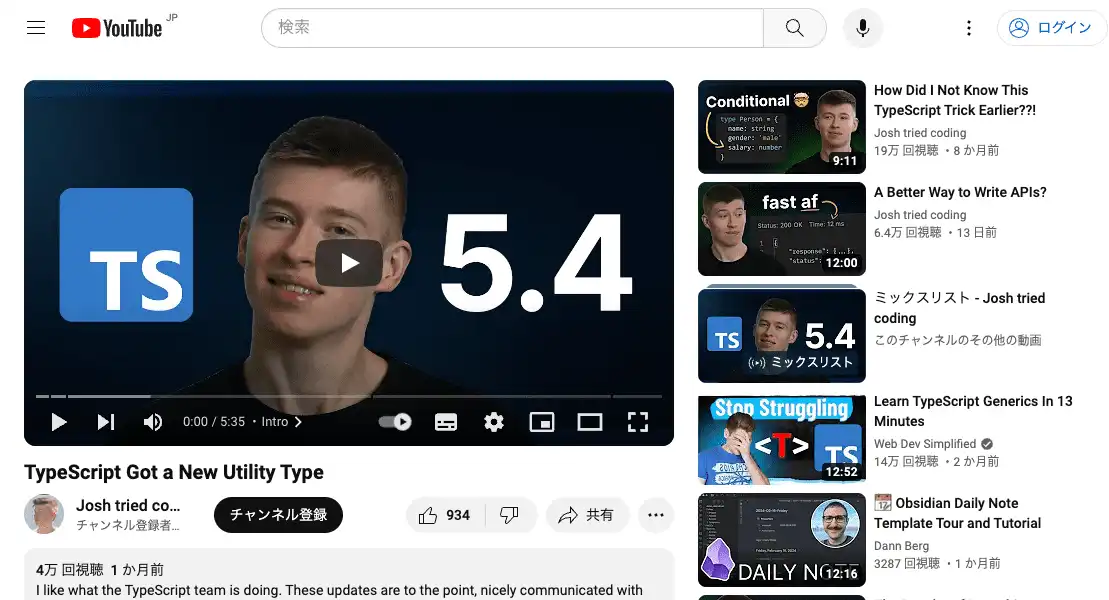 YouTube JP
検索
ログイン
TS
5.4
0:00 / 5:35 • Intro
TypeScript Got a New Utility Type
Josh tried co...
チャンネル登録者...
チャンネル登録
934
共有
4万 回視聴 1 か月前
I like what the TypeScript team is doing. These updates are to the point, nicely communicated with
Conditional
type Person = {
name: string
gender: 'male'
salary: number
}
9:11
How Did I Not Know This
TypeScript Trick Earlier??!
Josh tried coding
19万 回視聴 • 8 か月前
fast af
Status: 200 OK Time: 12 ms
1 {
"response": {...},
"status":
12:00
A Better Way to Write APIs?
Josh tried coding
6.4万 回視聴 • 13 日前
TS
5.4
ミックスリスト
ミックスリスト - Josh tried
coding
このチャンネルのその他の動画
Stop Struggling
<T>
TS
12:52
Learn TypeScript Generics In 13
Minutes
Web Dev Simplified
14万 回視聴 • 2 か月前
DAILY NOTE
12:16
📆 Obsidian Daily Note
Template Tour and Tutorial
Dann Berg
3287 回視聴 • 1 か月前